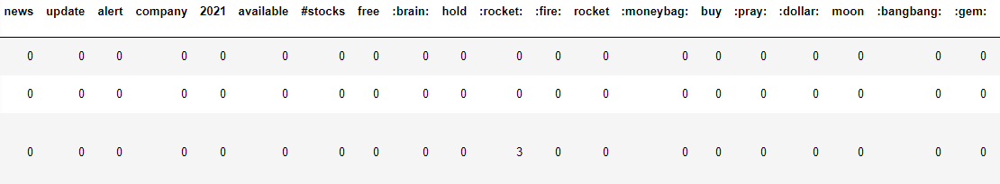 news update alert company 2021 available #stocks free :brain: hold :rocket: :fire: rocket :moneybag: buy :pray: :dollar: moon :bangbang: :gem:
0 0 0 0 0 0 0 0 0 0 0 0 0 0 0 0 0 0 0 0
0 0 0 0 0 0 0 0 0 0 0 0 0 0 0 0 0 0 0 0
0 0 0 0 0 0 0 0 0 0 3 0 0 0 0 0 0 0 0 0